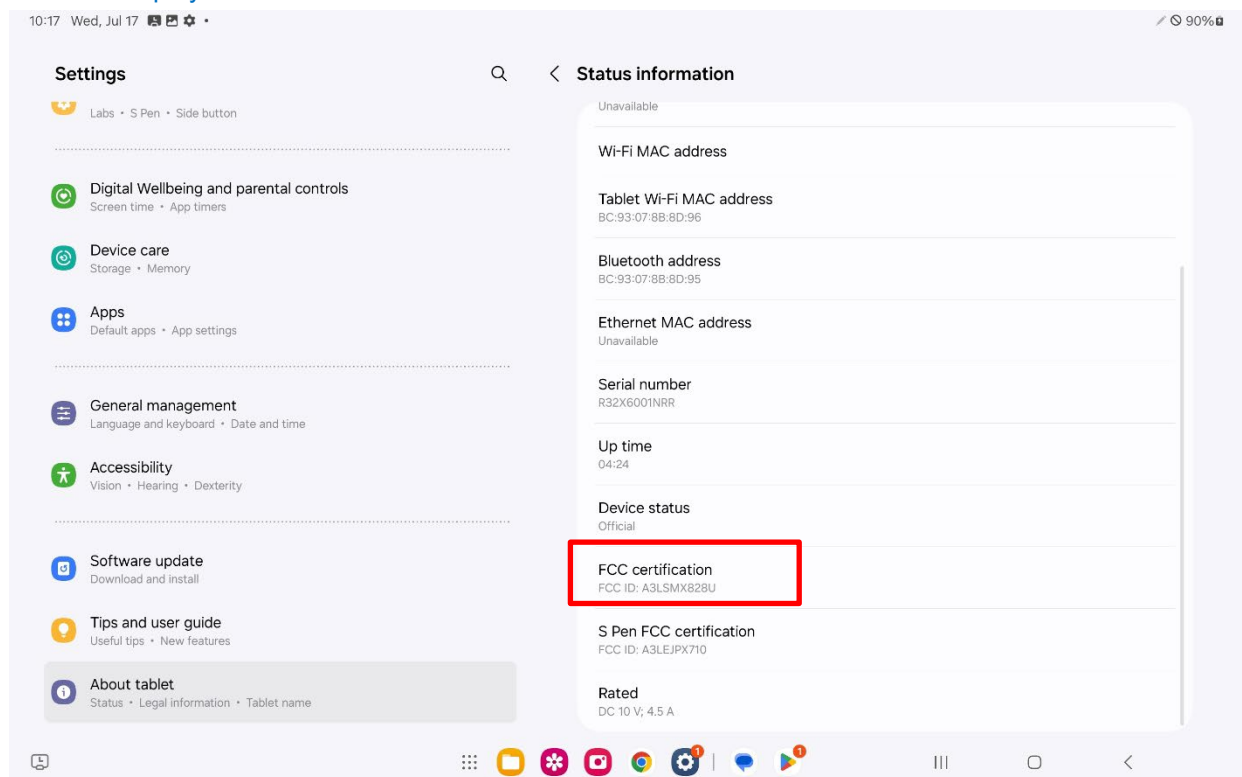 10:17 Wed, Jul 17
90%
Settings
Labs • S Pen • Side button
Digital Wellbeing and parental controls
Screen time • App timers
Device care
Storage • Memory
Apps
Default apps • App settings
General management
Language and keyboard • Date and time
Accessibility
Vision • Hearing • Dexterity
Software update
Download and install
Tips and user guide
Useful tips • New features
About tablet
Status • Legal information • Tablet name
Status information
Unavailable
Wi-Fi MAC address
Tablet Wi-Fi MAC address
BC:93:07:8B:8D:96
Bluetooth address
BC:93:07:8B:8D:95
Ethernet MAC address
Unavailable
Serial number
R32X6001NRR
Up time
04:24
Device status
Official
FCC certification
FCC ID: A3LSMX828U
S Pen FCC certification
FCC ID: A3LEJPX710
Rated
DC 10 V; 4.5 A
1
1